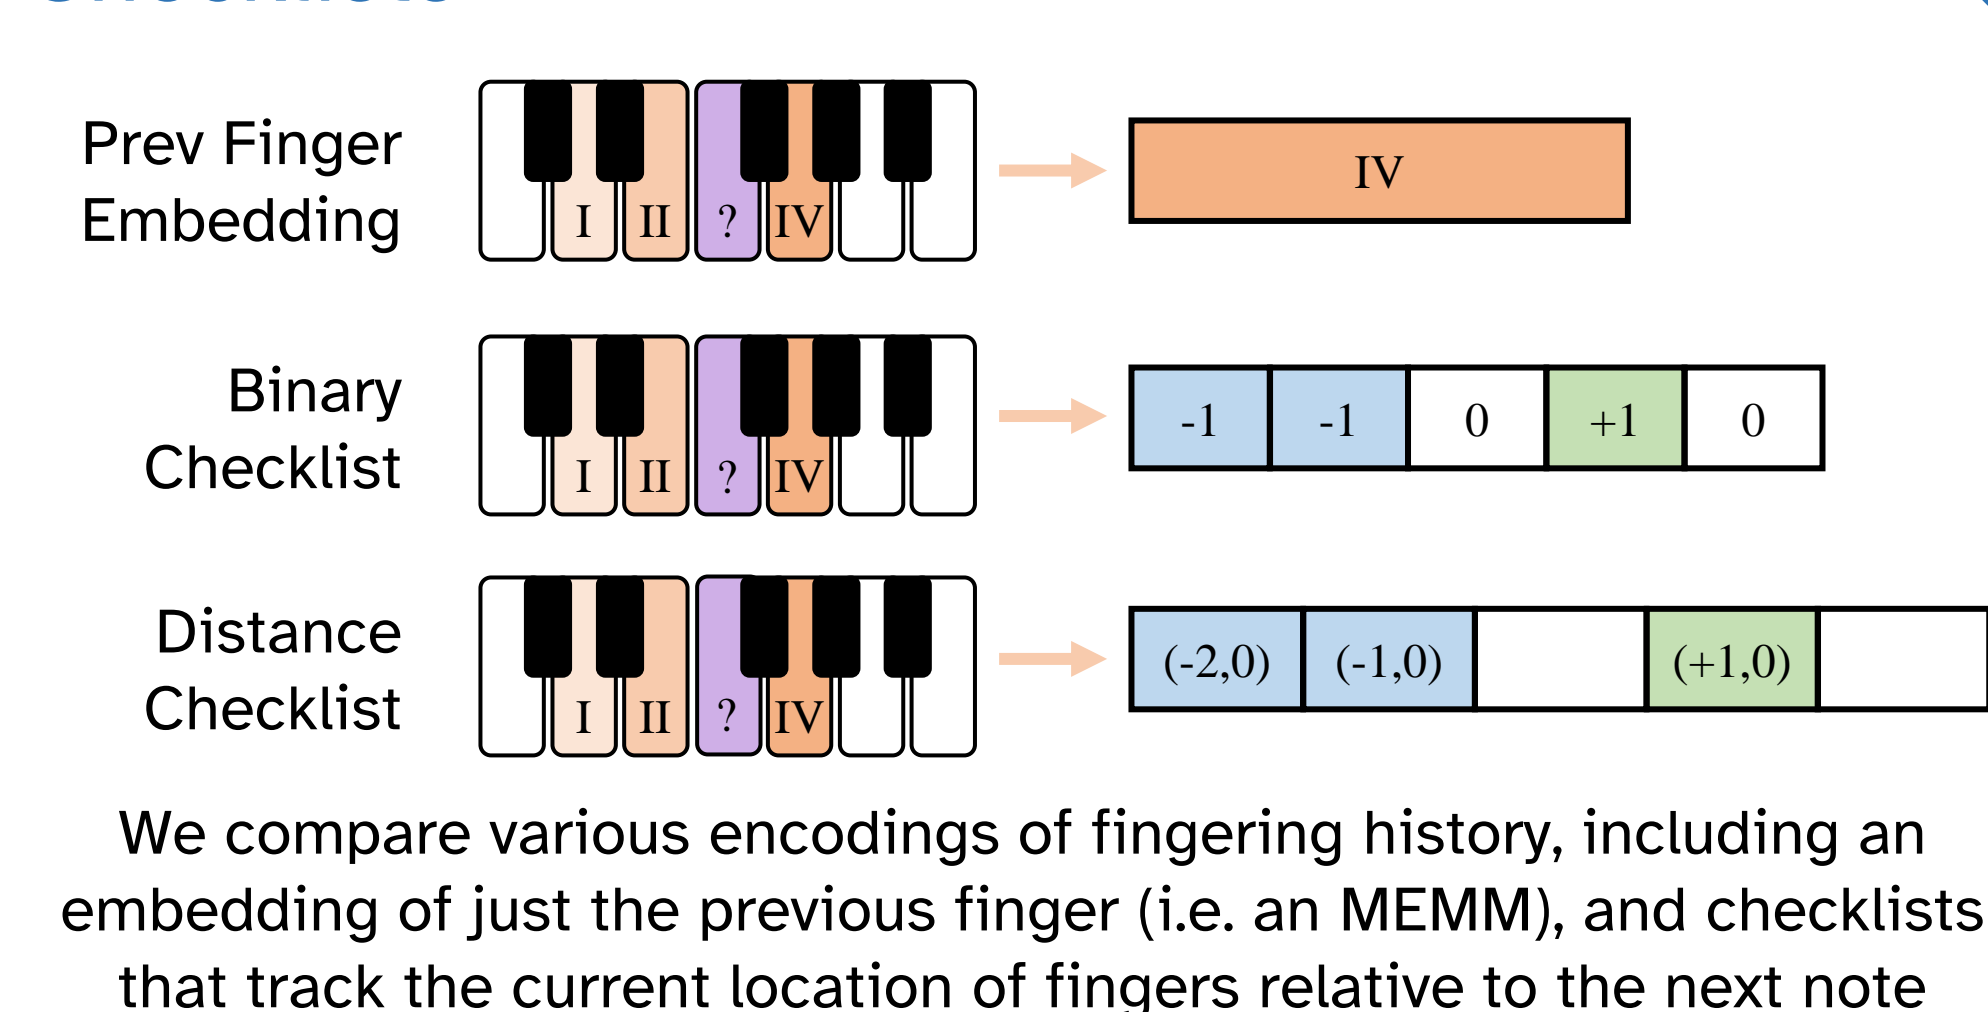 Prev Finger
Embedding
I II ? IV
IV
Binary
Checklist
I II ? IV
-1 -1 0 +1 0
Distance
Checklist
I II ? IV
(-2,0) (-1,0) (+1,0)
We compare various encodings of fingering history, including an
embedding of just the previous finger (i.e. an MEMM), and checklists
that track the current location of fingers relative to the next note